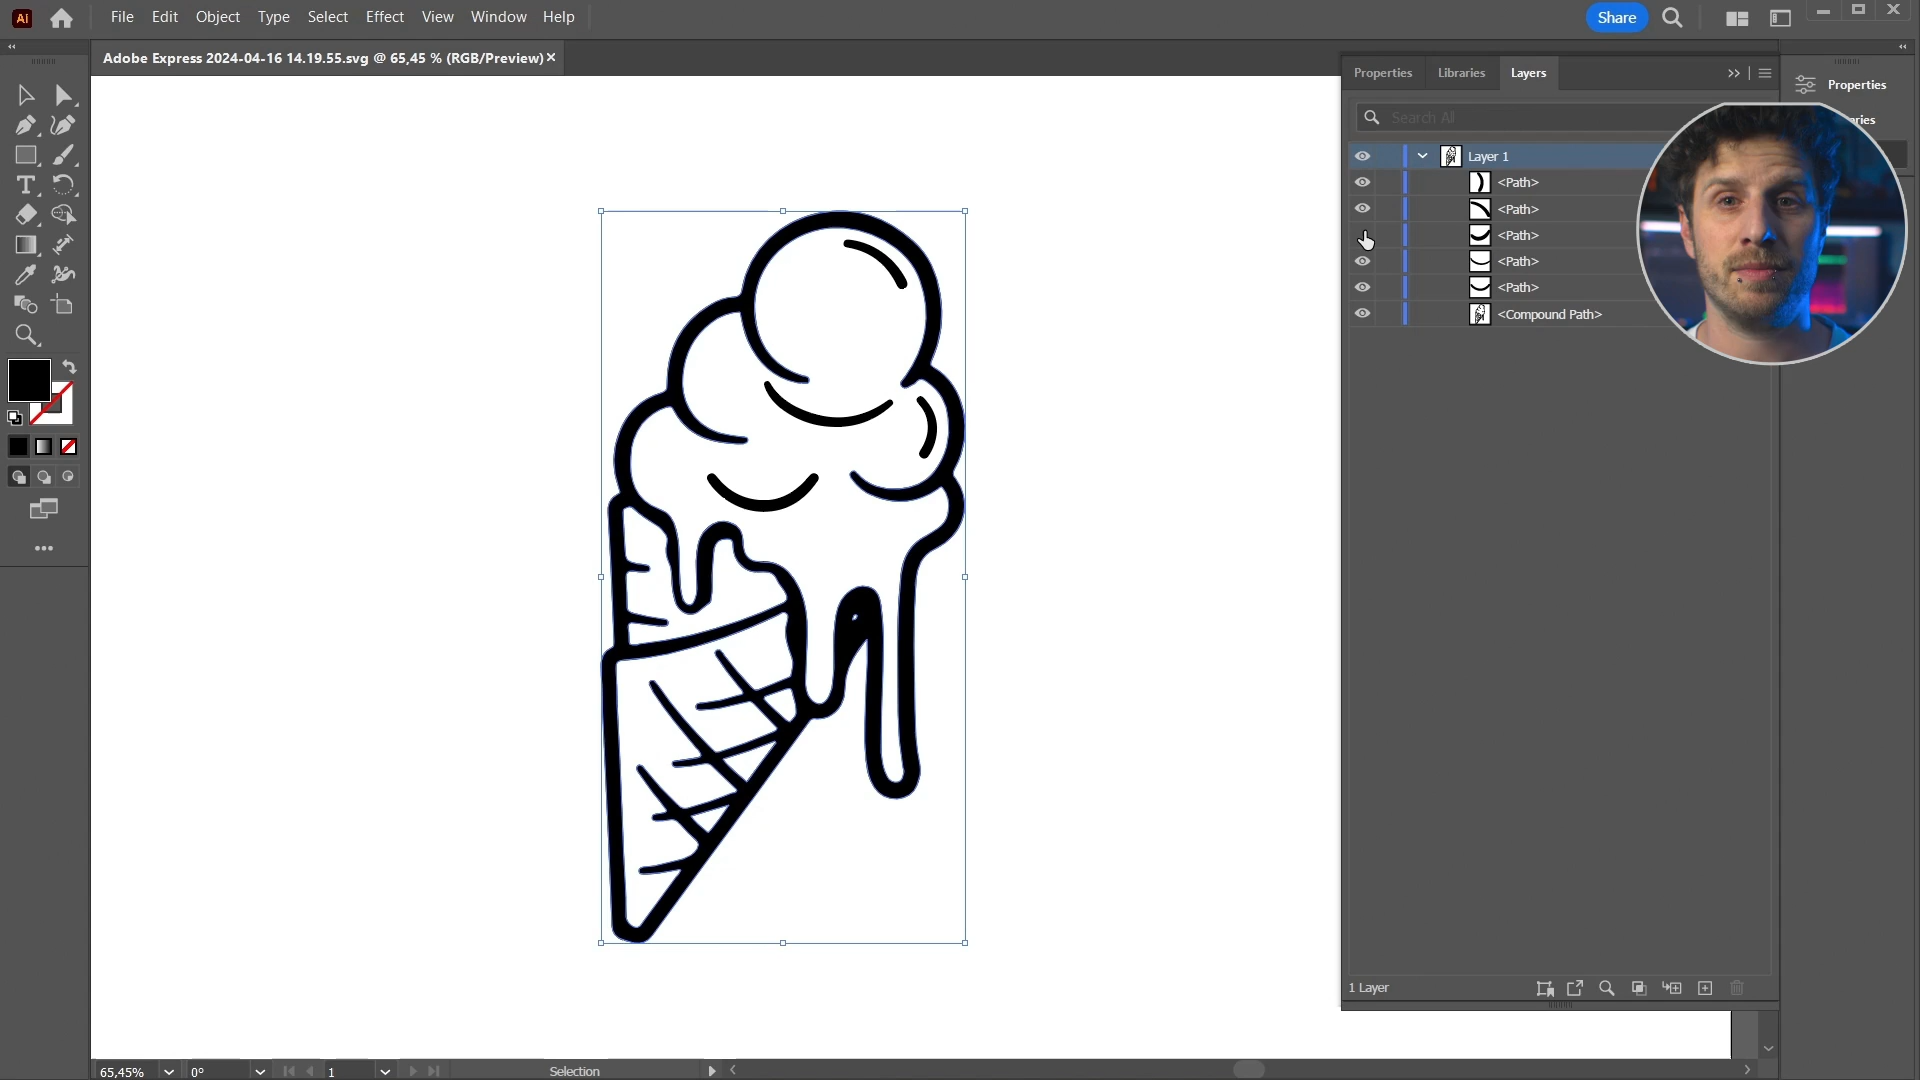 Ai
File Edit Object Type Select Effect View Window Help
Share
Adobe Express 2024-04-16 14.19.55.svg @ 65,45 % (RGB/Preview) ×
Properties Libraries Layers
Properties
Search All
aries
Layer 1
<Path>
<Path>
<Path>
<Path>
<Path>
<Compound Path>
1 Layer
65,45% 0° 1 Selection